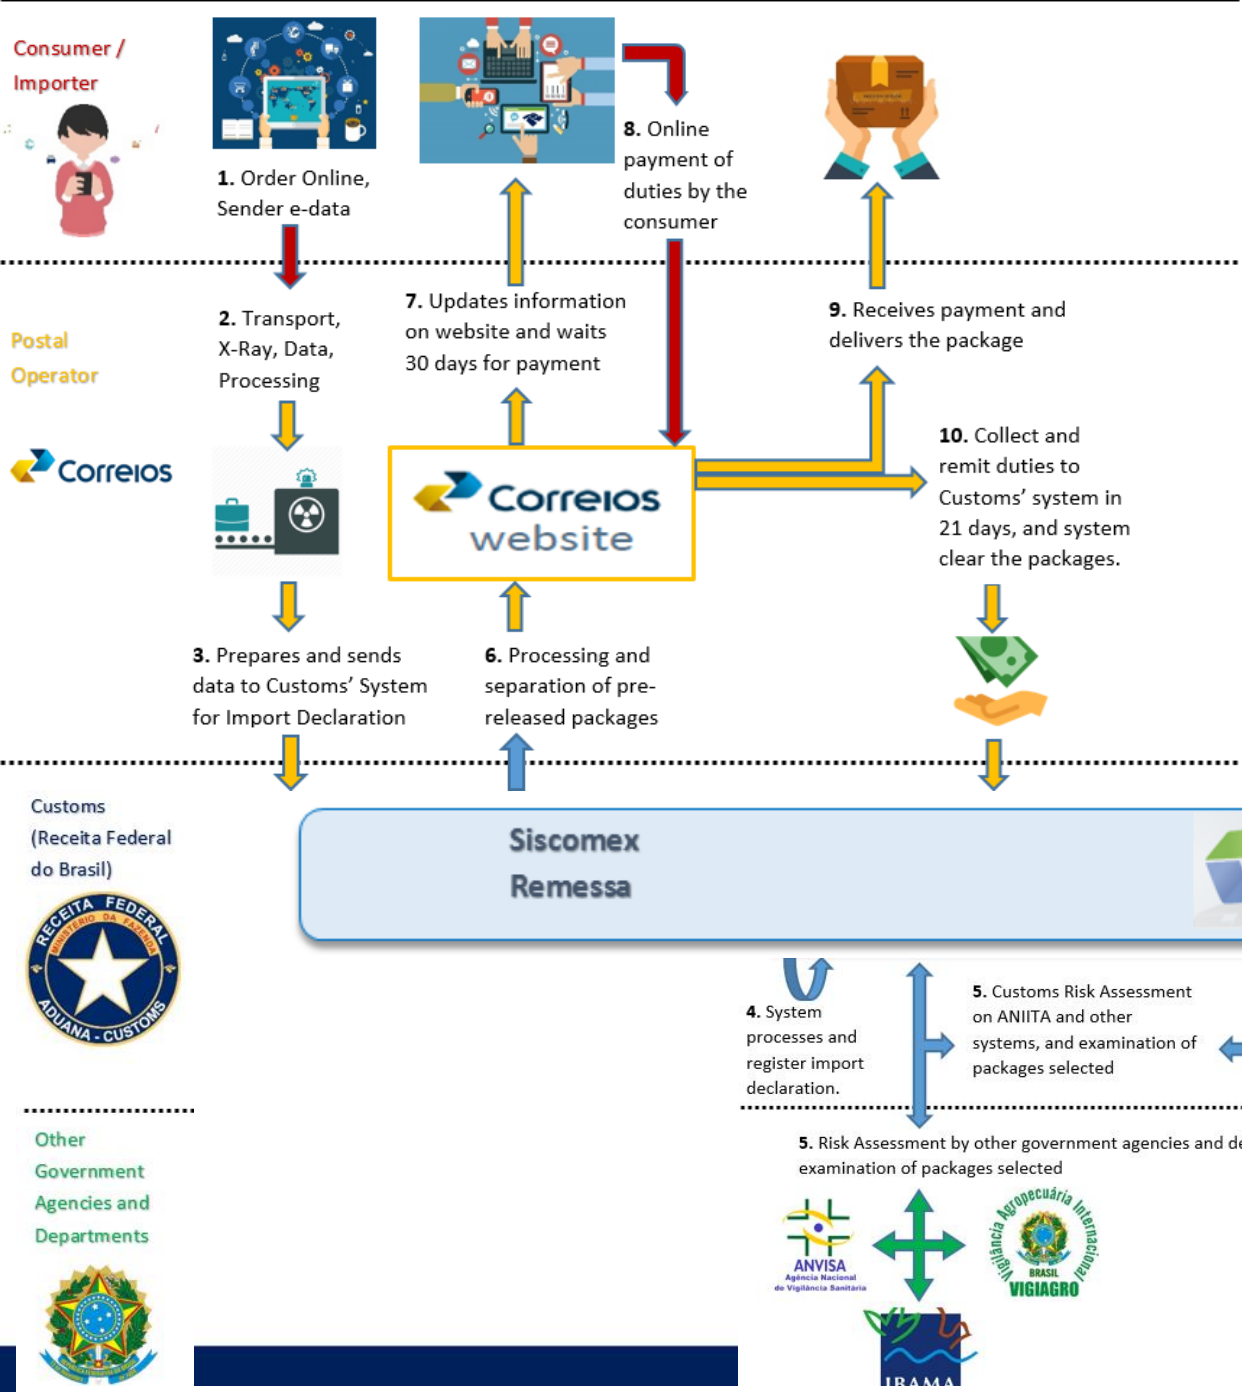 Consumer /
Importer
1. Order Online,
Sender e-data
8. Online
payment of
duties by the
consumer
Postal
Operator
Correios
2. Transport,
X-Ray, Data,
Processing
7. Updates information
on website and waits
30 days for payment
9. Receives payment and
delivers the package
Correios
website
10. Collect and
remit duties to
Customs’ system in
21 days, and system
clear the packages.
3. Prepares and sends
data to Customs’ System
for Import Declaration
6. Processing and
separation of pre-
released packages
Customs
(Receita Federal
do Brasil)
RECEITA FEDERAL
MINISTÉRIO DA FAZENDA
ADUANA - CUSTOMS
Siscomex
Remessa
4. System
processes and
register import
declaration.
5. Customs Risk Assessment
on ANIITA and other
systems, and examination of
packages selected
Other
Government
Agencies and
Departments
5. Risk Assessment by other government agencies and de
examination of packages selected
ANVISA
Agência Nacional
de Vigilância Sanitária
Vigilância Agropecuária Internacional
BRASIL
VIGIAGRO
IBAMA